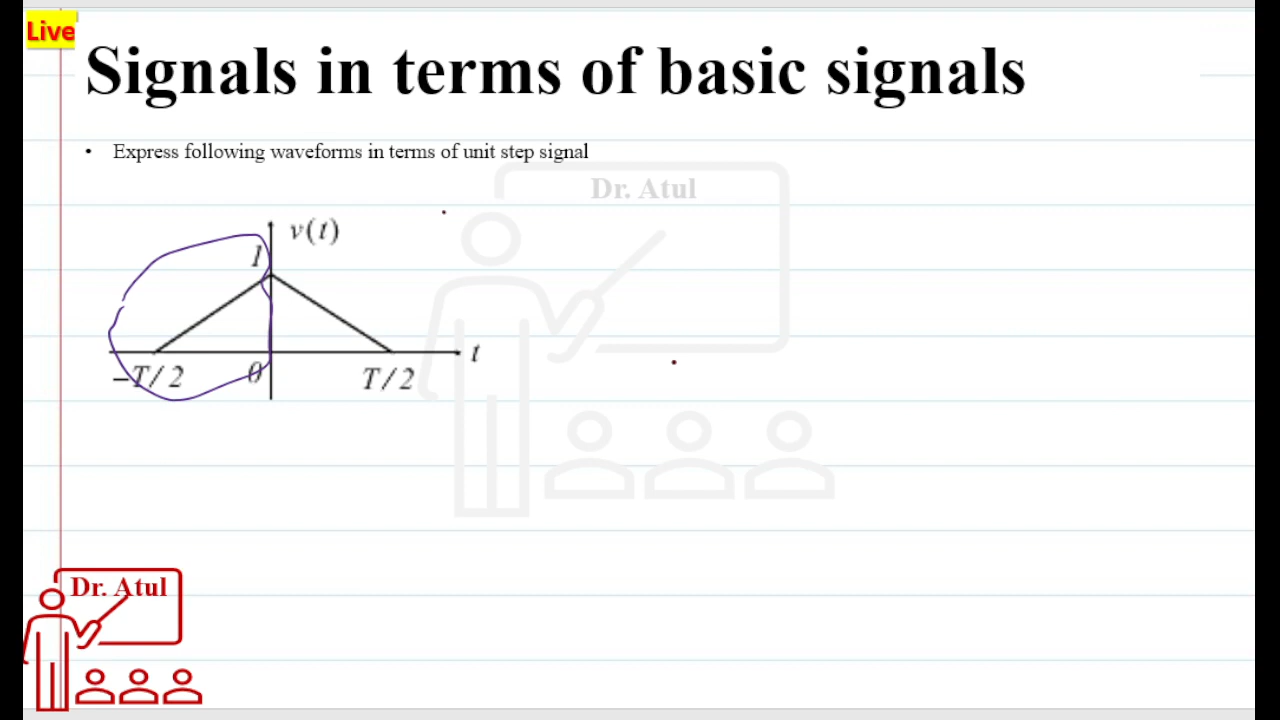 Live
Signals in terms of basic signals
• Express following waveforms in terms of unit step signal
Dr. Atul
v(t)
1
t
−T/2
0
T/2
Dr. Atul